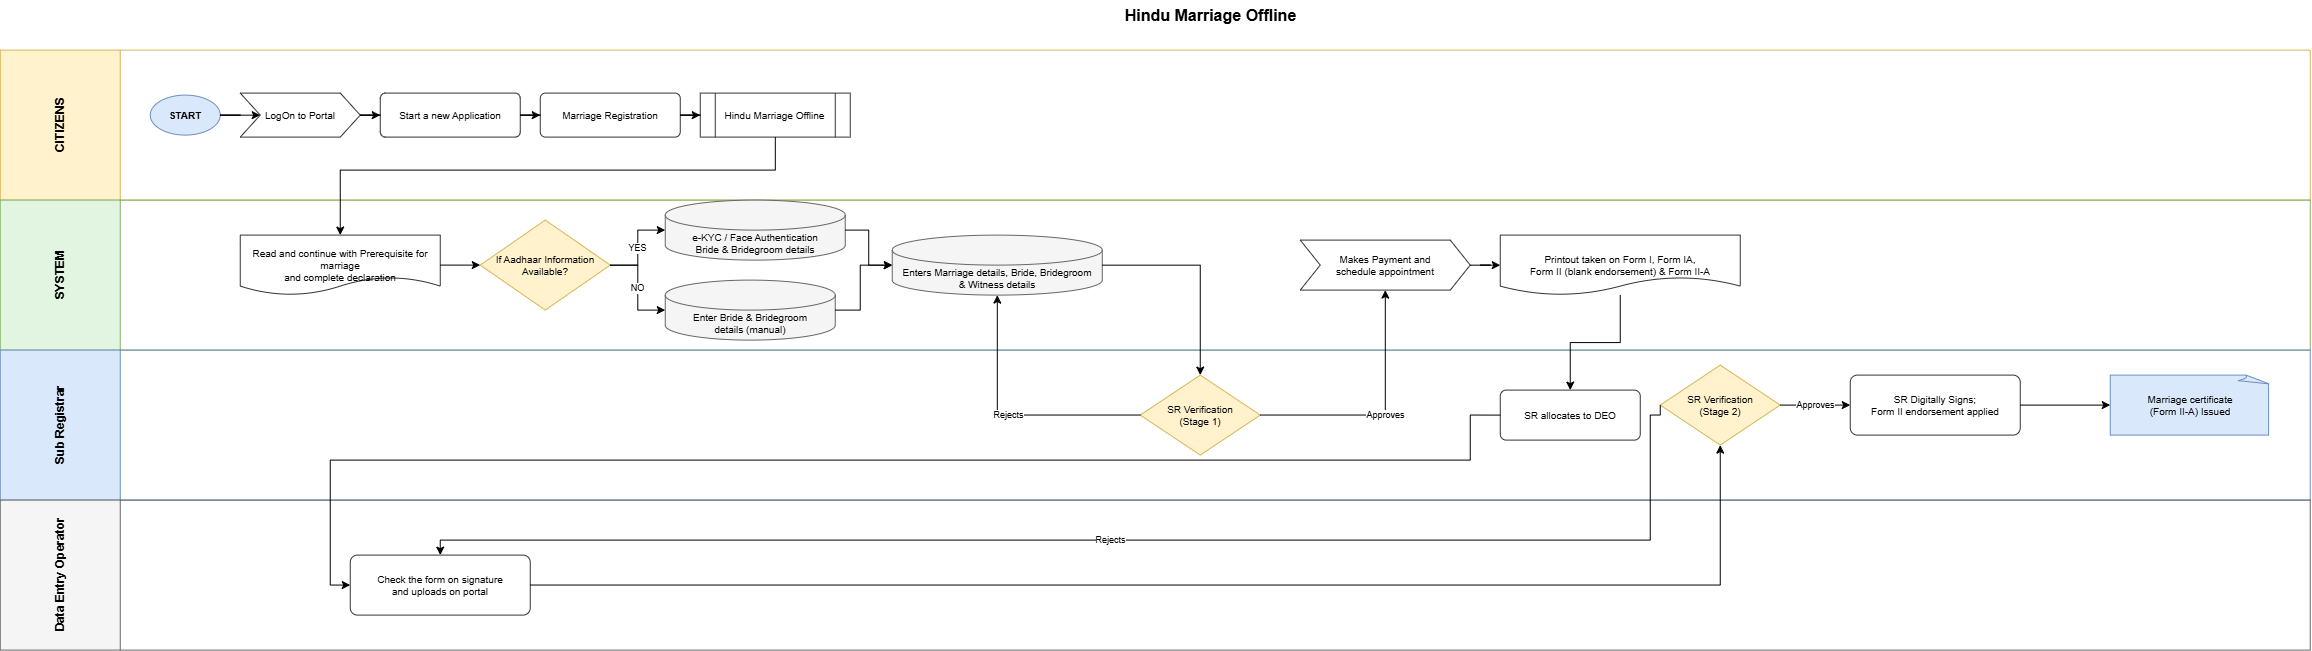 Hindu Marriage Offline
CITIZENS
START
LogOn to Portal
Start a new Application
Marriage Registration
Hindu Marriage Offline
SYSTEM
Read and continue with Prerequisite for
marriage
and complete declaration
If Aadhaar Information
Available?
YES
NO
e-KYC / Face Authentication
Bride & Bridegroom details
Enter Bride & Bridegroom
details (manual)
Enters Marriage details, Bride, Bridegroom
& Witness details
Makes Payment and
schedule appointment
Printout taken on Form I, Form IA,
Form II (blank endorsement) & Form II-A
Sub Registrar
Rejects
SR Verification
(Stage 1)
Approves
SR allocates to DEO
SR Verification
(Stage 2)
Approves
SR Digitally Signs;
Form II endorsement applied
Marriage certificate
(Form II-A) Issued
Data Entry Operator
Rejects
Check the form on signature
and uploads on portal